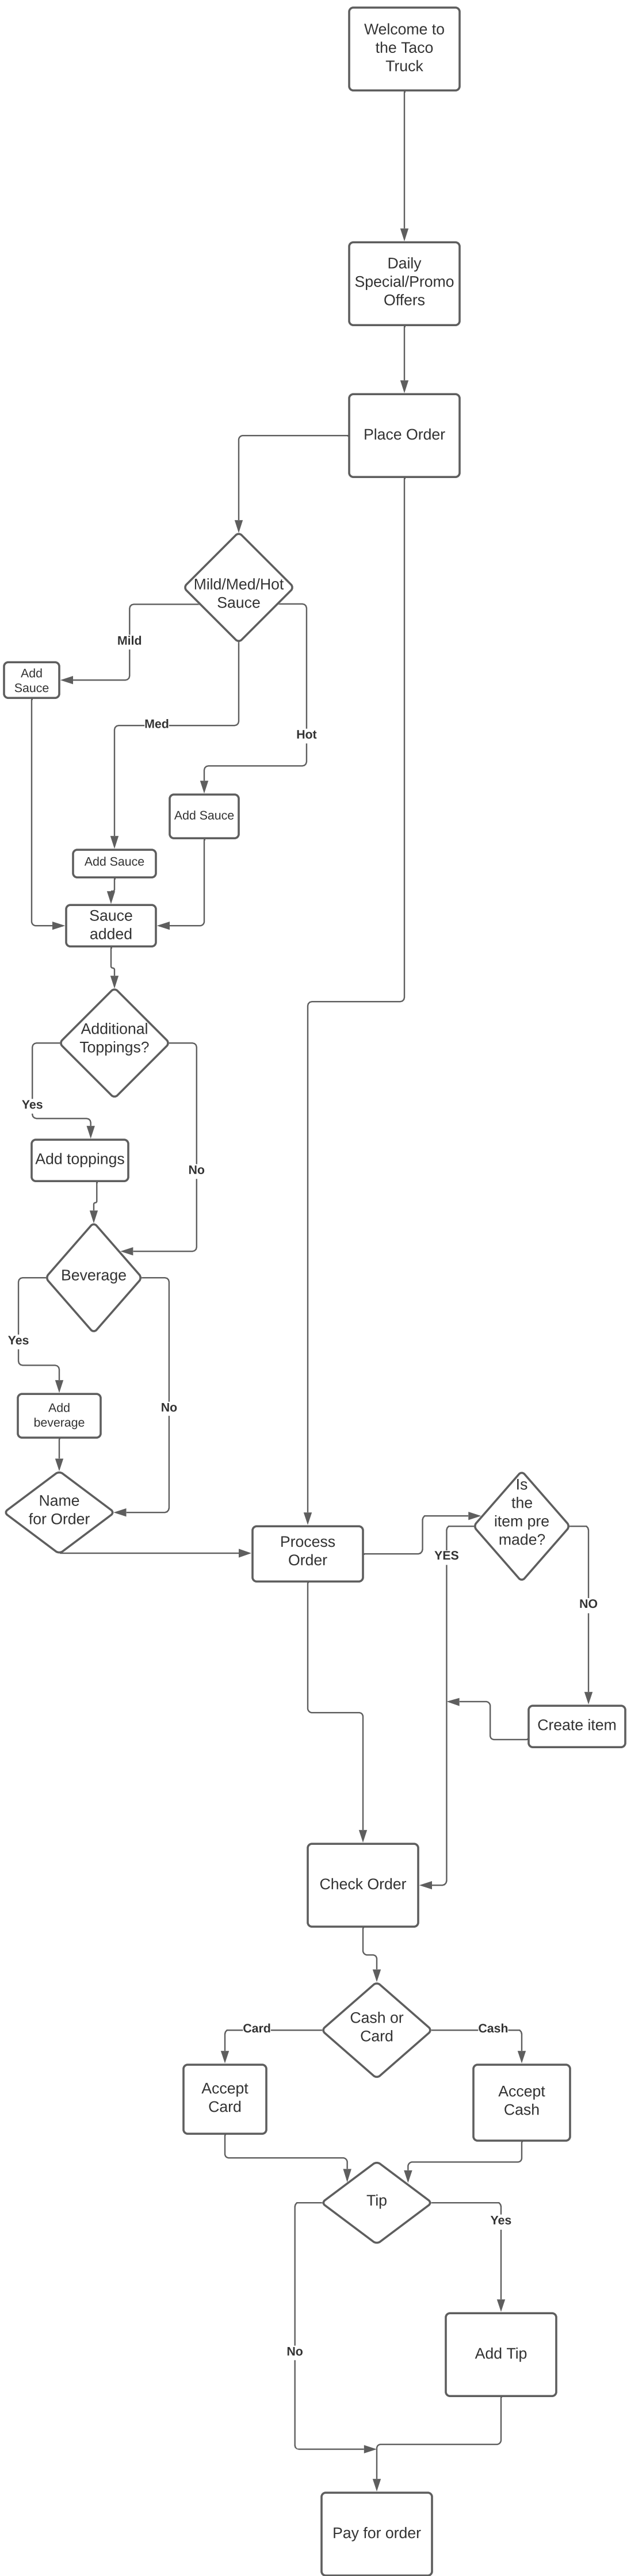 Welcome to
the Taco
Truck
Daily
Special/Promo
Offers
Place Order
Mild/Med/Hot
Sauce
Mild
Add
Sauce
Med
Hot
Add Sauce
Add Sauce
Sauce
added
Additional
Toppings?
Yes
Add toppings
No
Beverage
Yes
Add
beverage
No
Name
for Order
Process
Order
Is
the
item pre
made?
YES
NO
Create item
Check Order
Cash or
Card
Card
Cash
Accept
Card
Accept
Cash
Tip
Yes
No
Add Tip
Pay for order